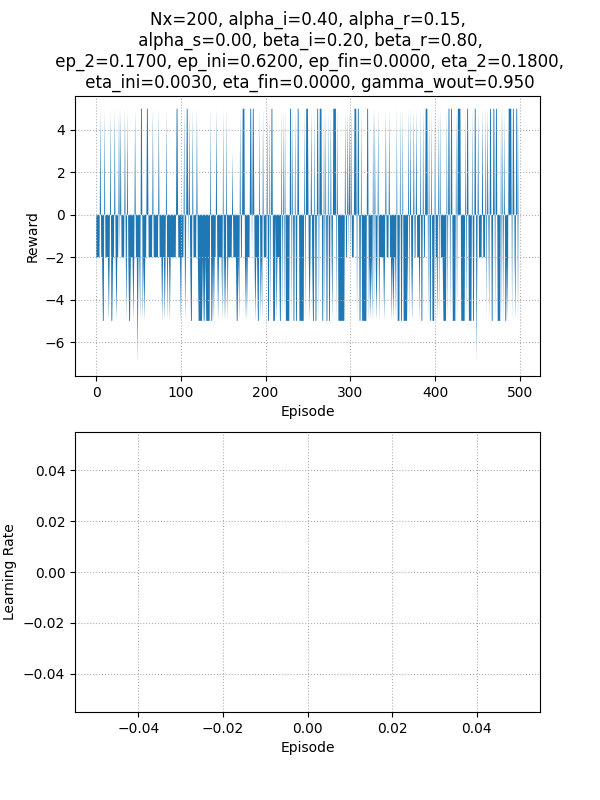 Nx=200, alpha_i=0.40, alpha_r=0.15,
alpha_s=0.00, beta_i=0.20, beta_r=0.80,
ep_2=0.1700, ep_ini=0.6200, ep_fin=0.0000, eta_2=0.1800,
eta_ini=0.0030, eta_fin=0.0000, gamma_wout=0.950
4
2
0
−2
−4
−6
Reward
0 100 200 300 400 500
Episode
0.04
0.02
0.00
−0.02
−0.04
Learning Rate
−0.04 −0.02 0.00 0.02 0.04
Episode